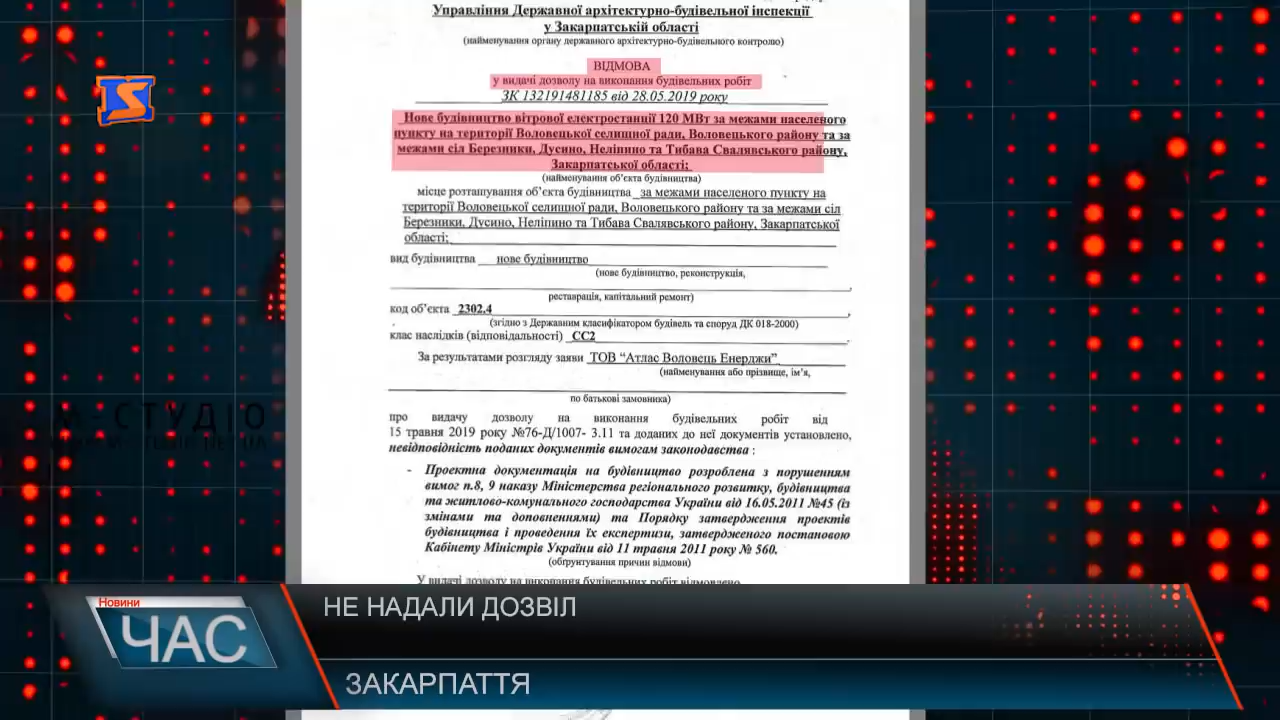 Управління Державної архітектурно-будівельної інспекції
у Закарпатській області
(найменування органу державного архітектурно-будівельного контролю)
ВІДМОВА
у видачі дозволу на виконання будівельних робіт
ЗК 132191481185 від 28.05.2019 року
Нове будівництво вітрової електростанції 120 МВт за межами населеного
пункту на території Воловецької селищної ради, Воловецького району та за
межами сіл Березники, Дусино, Неліпино та Тибава Свалявського району,
Закарпатської області;
(найменування об'єкта будівництва)
місце розташування об'єкта будівництва за межами населеного пункту на
території Воловецької селищної ради, Воловецького району та за межами сіл
Березники, Дусино, Неліпино та Тибава Свалявського району, Закарпатської
області;
вид будівництва нове будівництво
(нове будівництво, реконструкція,
реставрація, капітальний ремонт)
код об'єкта 2302.4
(згідно з Державним класифікатором будівель та споруд ДК 018-2000)
клас наслідків (відповідальності) СС2
За результатами розгляду заяви ТОВ “Атлас Воловець Енерджи”
(найменування або прізвище, ім'я,
по батькові замовника)
про видачу дозволу на виконання будівельних робіт від
15 травня 2019 року №76-Д/1007- 3.11 та доданих до неї документів установлено,
невідповідність поданих документів вимогам законодавства :
- Проектна документація на будівництво розроблена з порушенням
вимог п.8, 9 наказу Міністерства регіонального розвитку, будівництва
та житлово-комунального господарства України від 16.05.2011 №45 (із
змінами та доповненнями) та Порядку затвердження проектів
будівництва і проведення їх експертизи, затвердженого постановою
Кабінету Міністрів України від 11 травня 2011 року № 560.
(обґрунтування причин відмови)
У видачі дозволу на виконання будівельних робіт відмовлено
СТУДІО
Новини
ЧАС
НЕ НАДАЛИ ДОЗВІЛ
ЗАКАРПАТТЯ